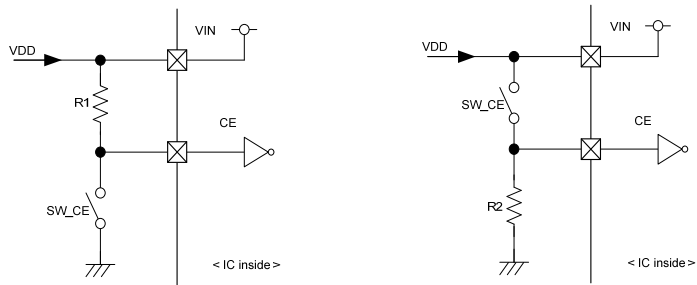 VIN
VDD
R1
CE
SW_CE
< IC inside >
VIN
VDD
SW_CE
CE
R2
< IC inside >